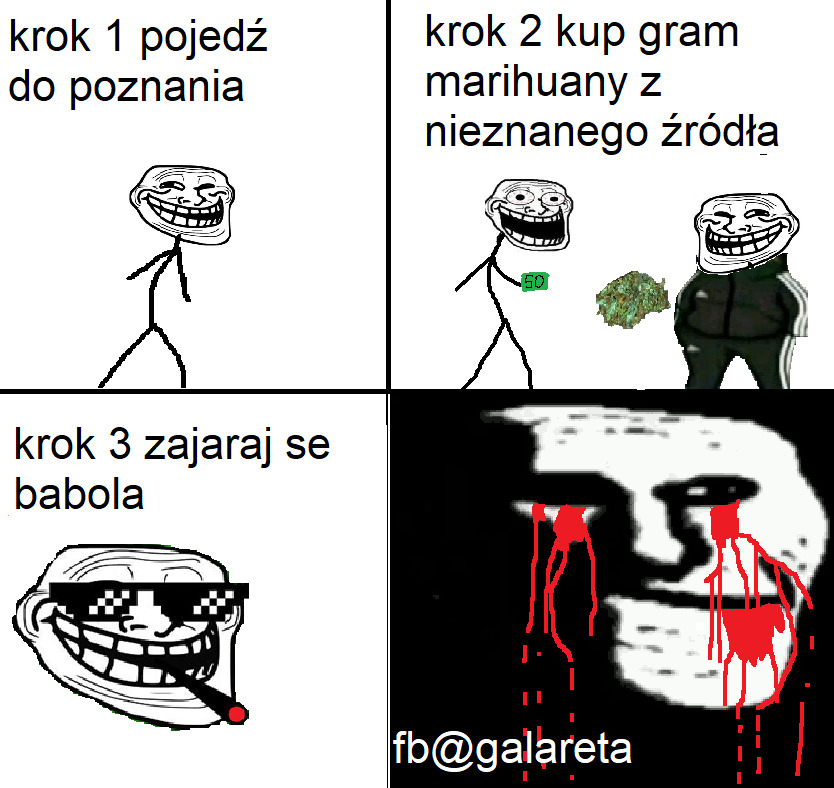 krok 1 pojedź
do poznania
krok 2 kup gram
marihuany z
nieznanego źródła
50
krok 3 zajaraj se
babola
fb@galareta